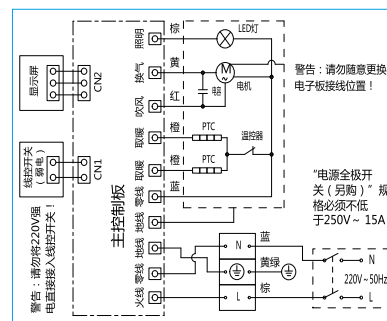 棕
照明
LED灯
黄
换气
M
电机
电容
红
吹风
橙
取暖
PTC
温控器
橙
取暖
PTC
蓝
零线
地线
地线
零线
火线
主控制板
显示屏
CN2
线控开关
(弱电)
CN1
警告:请勿将220V强
电直接入线控开关!
警告:请勿随意更换
电子板接线位置!
"电源全极开
关(另购)"规
格必须不低
于250V~ 15A
N
蓝
黄绿
L
棕
N
220V~50Hz
L